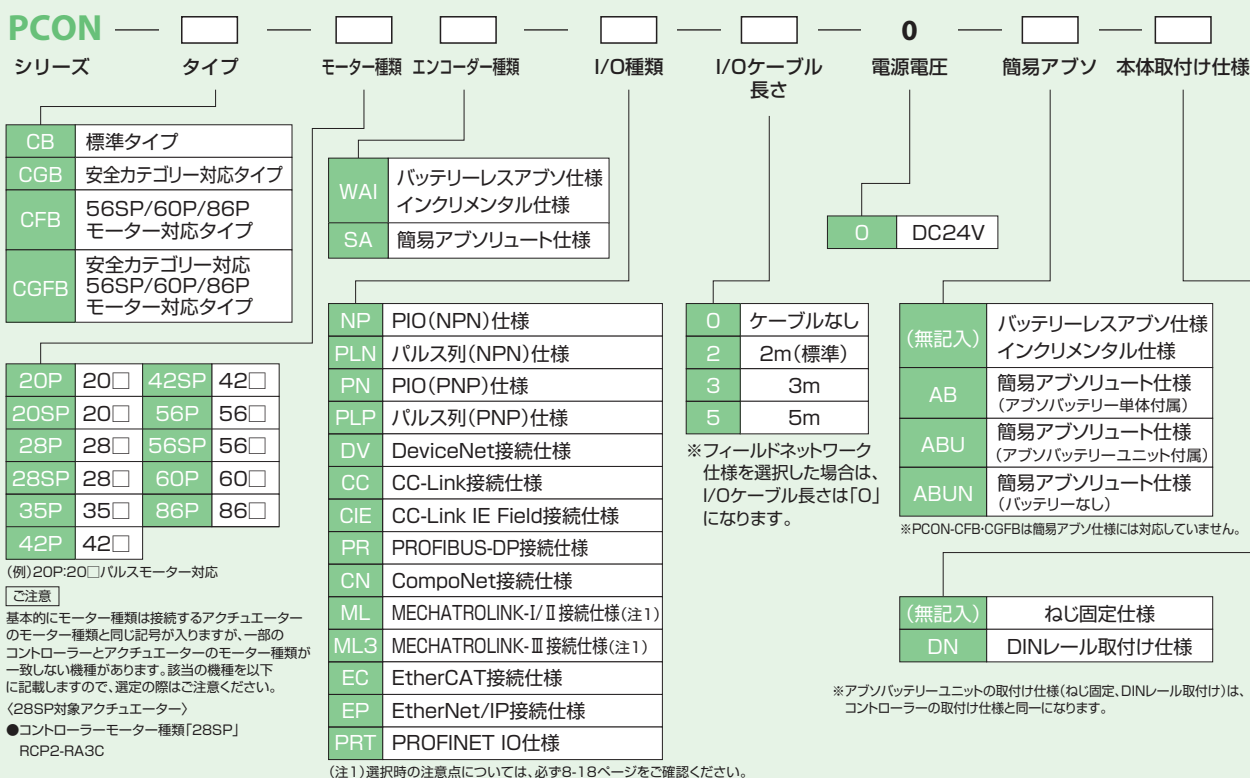 PCON ― □ ― □ □ ― □ ― □ ― 0 ― □ ― □
シリーズ タイプ モーター種類 エンコーダー種類 I/O種類 I/Oケーブル長さ 電源電圧 簡易アブソ 本体取付け仕様
CB 標準タイプ
CGB 安全カテゴリー対応タイプ
CFB 56SP/60P/86P
モーター対応タイプ
CGFB 安全カテゴリー対応
56SP/60P/86P
モーター対応タイプ
20P 20□ 42SP 42□
20SP 20□ 56P 56□
28P 28□ 56SP 56□
28SP 28□ 60P 60□
35P 35□ 86P 86□
42P 42□
(例)20P:20□パルスモーター対応
ご注意
基本的にモーター種類は接続するアクチュエーター
のモーター種類と同じ記号が入りますが、一部の
コントローラーとアクチュエーターのモーター種類が
一致しない機種があります。該当の機種を以下
に記載しますので、選定の際はご注意ください。
〈28SP対象アクチュエーター〉
●コントローラーモーター種類「28SP」
RCP2-RA3C
WAI バッテリーレスアブソ仕様
インクリメンタル仕様
SA 簡易アブソリュート仕様
NP PIO(NPN)仕様
PLN パルス列(NPN)仕様
PN PIO(PNP)仕様
PLP パルス列(PNP)仕様
DV DeviceNet接続仕様
CC CC-Link接続仕様
CIE CC-Link IE Field接続仕様
PR PROFIBUS-DP接続仕様
CN CompoNet接続仕様
ML MECHATROLINK-Ⅰ/Ⅱ接続仕様(注1)
ML3 MECHATROLINK-Ⅲ接続仕様(注1)
EC EtherCAT接続仕様
EP EtherNet/IP接続仕様
PRT PROFINET IO仕様
(注1)選択時の注意点については、必ず8-18ページをご確認ください。
0 ケーブルなし
2 2m(標準)
3 3m
5 5m
※フィールドネットワーク
仕様を選択した場合は、
I/Oケーブル長さは「0」
になります。
0 DC24V
(無記入) バッテリーレスアブソ仕様
インクリメンタル仕様
AB 簡易アブソリュート仕様
(アブソバッテリー単体付属)
ABU 簡易アブソリュート仕様
(アブソバッテリーユニット付属)
ABUN 簡易アブソリュート仕様
(バッテリーなし)
※PCON-CFB・CGFBは簡易アブソ仕様には対応していません。
(無記入) ねじ固定仕様
DN DINレール取付け仕様
※アブソバッテリーユニットの取付け仕様(ねじ固定、DINレール取付け)は、
コントローラーの取付け仕様と同一になります。